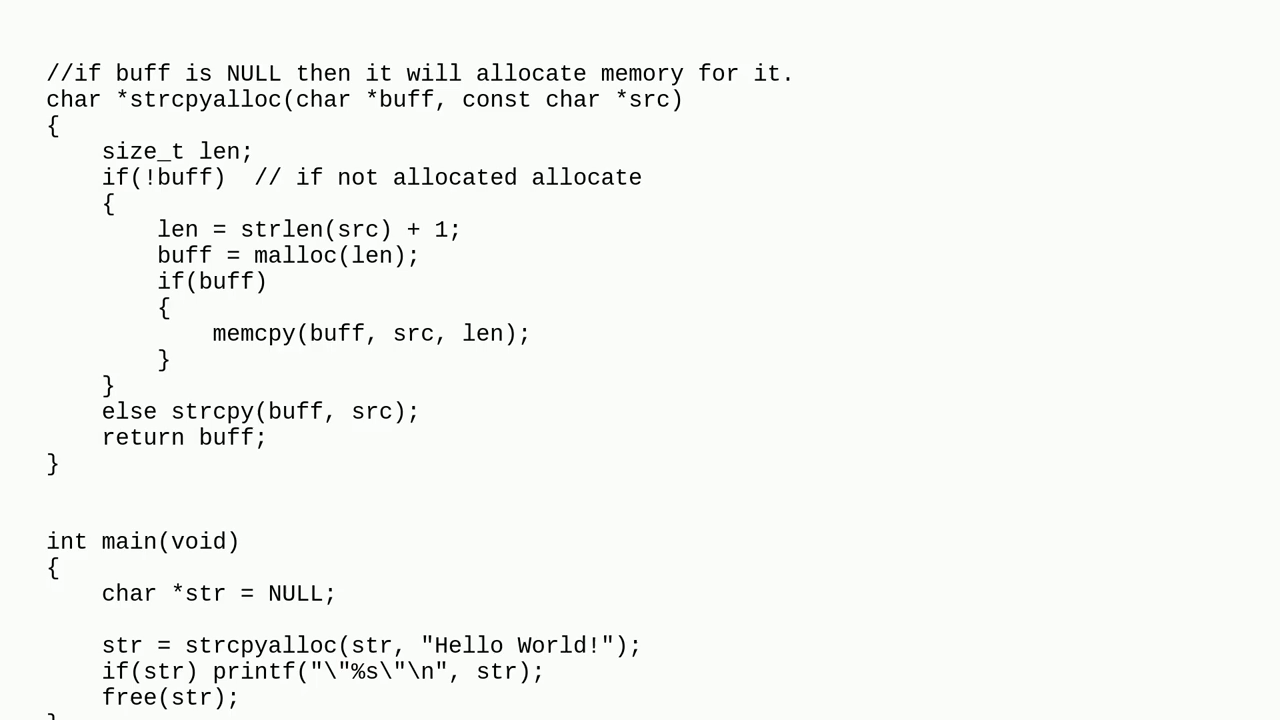 //if buff is NULL then it will allocate memory for it.
char *strcpyalloc(char *buff, const char *src)
{
    size_t len;
    if(!buff)  // if not allocated allocate
    {
        len = strlen(src) + 1;
        buff = malloc(len);
        if(buff)
        {
            memcpy(buff, src, len);
        }
    }
    else strcpy(buff, src);
    return buff;
}

int main(void)
{
    char *str = NULL;

    str = strcpyalloc(str, "Hello World!");
    if(str) printf("\"%s\"\n", str);
    free(str);
}